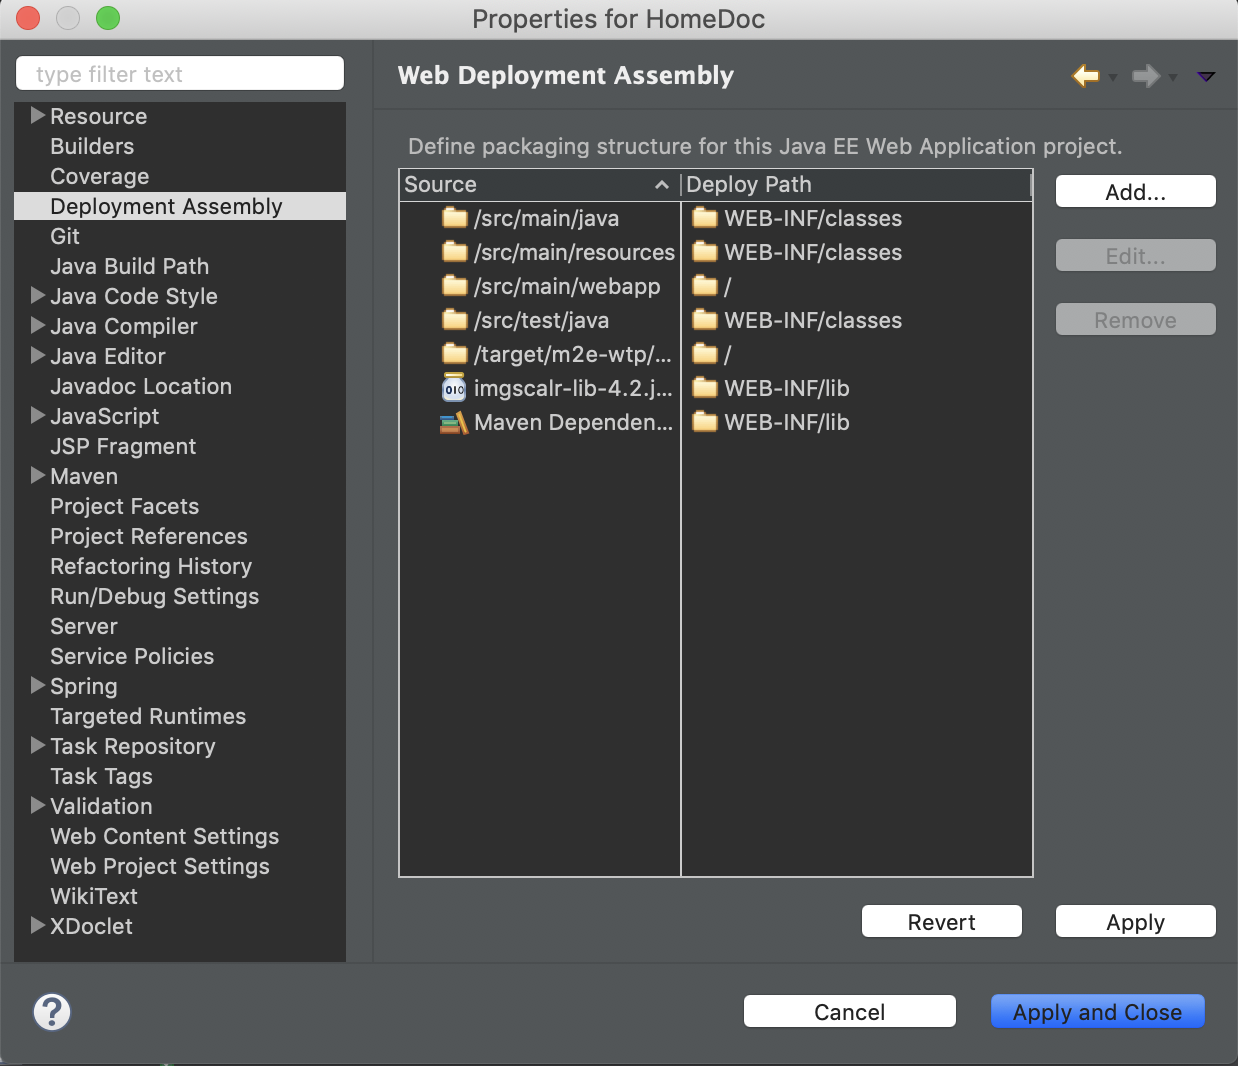 Properties for HomeDoc
type filter text
Resource
Builders
Coverage
Deployment Assembly
Git
Java Build Path
Java Code Style
Java Compiler
Java Editor
Javadoc Location
JavaScript
JSP Fragment
Maven
Project Facets
Project References
Refactoring History
Run/Debug Settings
Server
Service Policies
Spring
Targeted Runtimes
Task Repository
Task Tags
Validation
Web Content Settings
Web Project Settings
WikiText
XDoclet
Web Deployment Assembly
Define packaging structure for this Java EE Web Application project.
Source Deploy Path
/src/main/java WEB-INF/classes
/src/main/resources WEB-INF/classes
/src/main/webapp /
/src/test/java WEB-INF/classes
/target/m2e-wtp/... /
imgscalr-lib-4.2.j... WEB-INF/lib
Maven Dependen... WEB-INF/lib
Add...
Edit...
Remove
Revert Apply
? Cancel Apply and Close